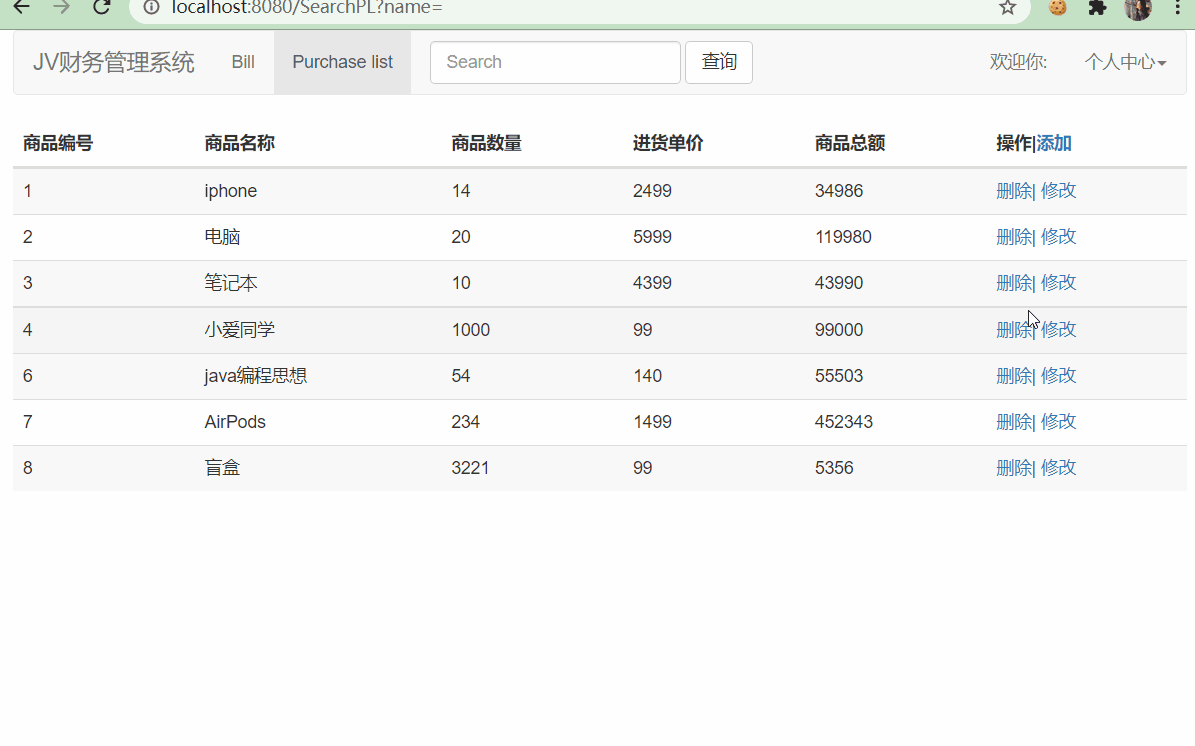 localhost:8080/SearchPL?name=
JV财务管理系统 Bill Purchase list Search 查询 欢迎你: 个人中心
商品编号 商品名称 商品数量 进货单价 商品总额 操作|添加
1 iphone 14 2499 34986 删除| 修改
2 电脑 20 5999 119980 删除| 修改
3 笔记本 10 4399 43990 删除| 修改
4 小爱同学 1000 99 99000 删除| 修改
6 java编程思想 54 140 55503 删除| 修改
7 AirPods 234 1499 452343 删除| 修改
8 盲盒 3221 99 5356 删除| 修改